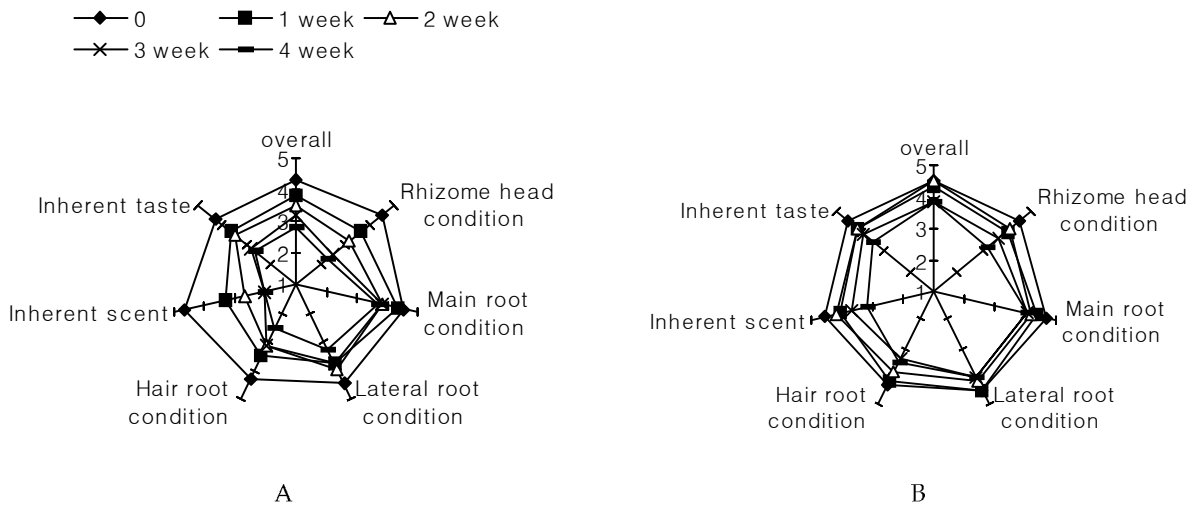 0 1 week 2 week
3 week 4 week
overall
5
4
3
2
1
Rhizome head
condition
Main root
condition
Lateral root
condition
Hair root
condition
Inherent scent
Inherent taste
A
overall
5
4
3
2
1
Rhizome head
condition
Main root
condition
Lateral root
condition
Hair root
condition
Inherent scent
Inherent taste
B